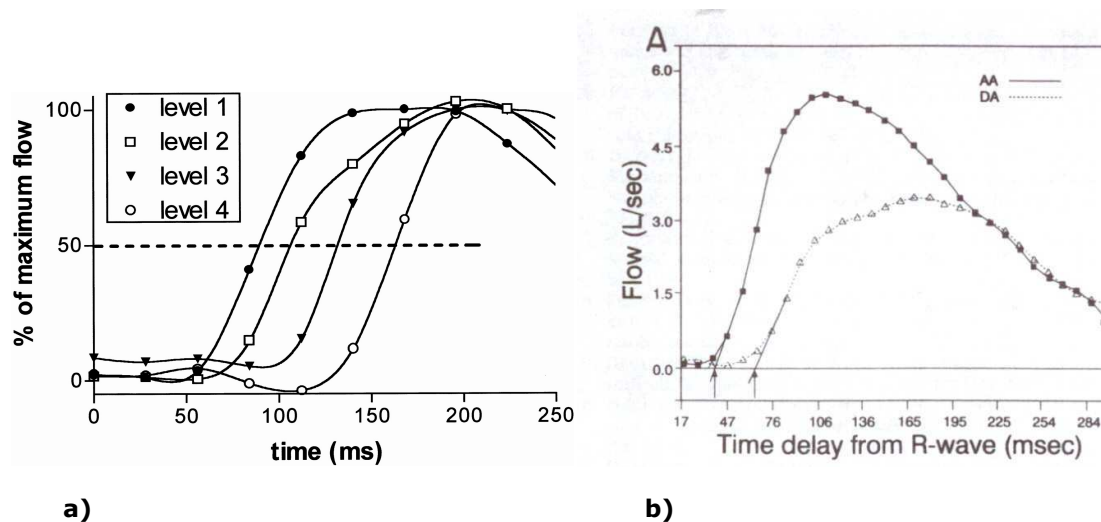 100
50
0
% of maximum flow
level 1
level 2
level 3
level 4
0
50
100
150
200
250
time (ms)
a)
A
6.0
4.5
3.0
1.5
0.0
Flow (L/sec)
AA
DA
17
47
76
106
136
165
195
225
254
284
Time delay from R-wave (msec)
b)